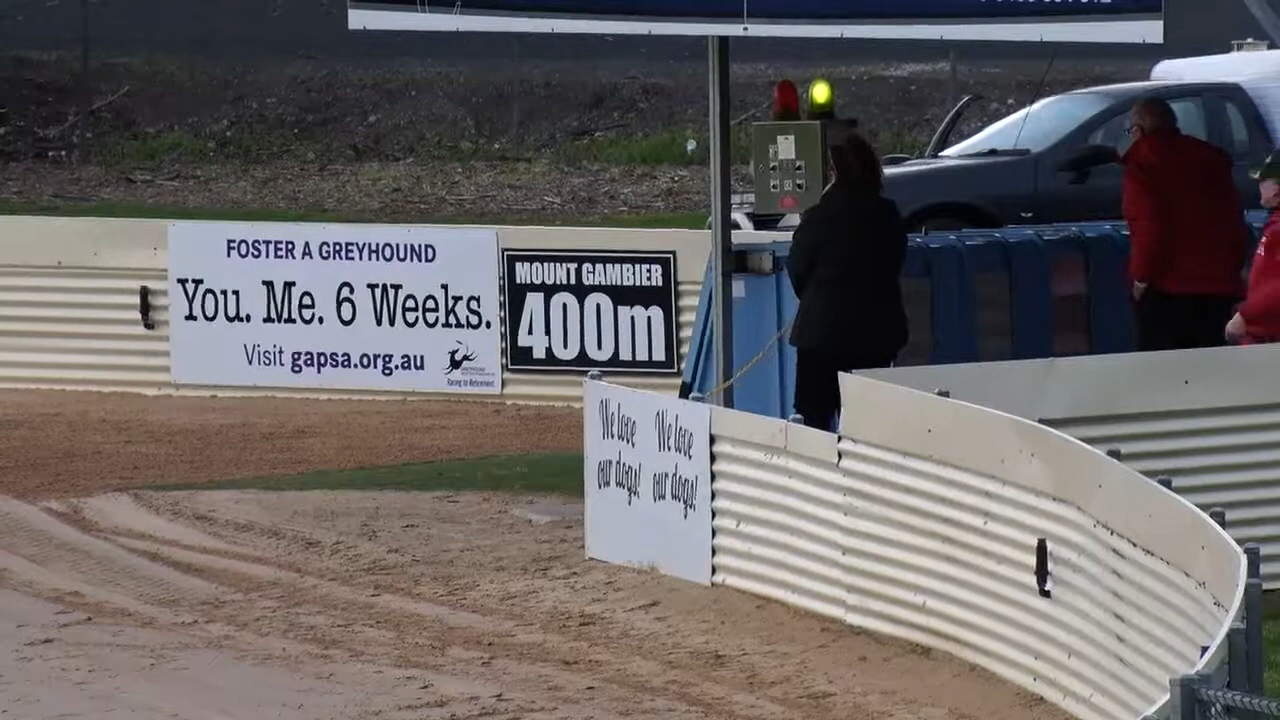 FOSTER A GREYHOUND
You. Me. 6 Weeks.
Visit gapsa.org.au
Racing to Retirement
MOUNT GAMBIER
400m
We love
our dogs!
We love
our dogs!